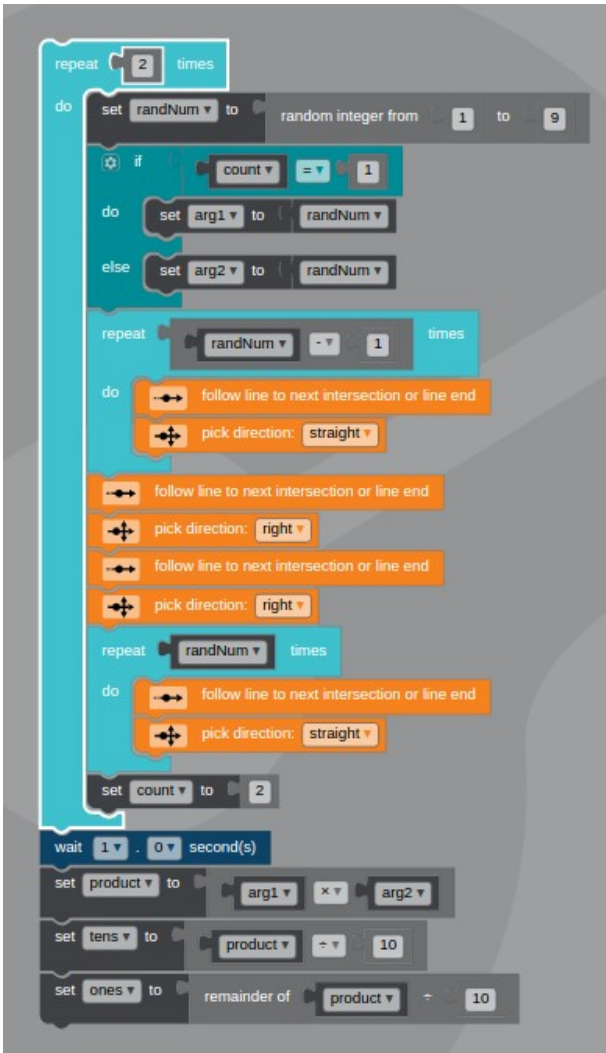 repeat 2 times
do set randNum ▾ to random integer from 1 to 9
if count ▾ = ▾ 1
do set arg1 ▾ to randNum ▾
else set arg2 ▾ to randNum ▾
repeat randNum ▾ - ▾ 1 times
do follow line to next intersection or line end
pick direction: straight ▾
follow line to next intersection or line end
pick direction: right ▾
follow line to next intersection or line end
pick direction: right ▾
repeat randNum ▾ times
do follow line to next intersection or line end
pick direction: straight ▾
set count ▾ to 2
wait 1 ▾ . 0 ▾ second(s)
set product ▾ to arg1 ▾ × ▾ arg2 ▾
set tens ▾ to product ▾ ÷ ▾ 10
set ones ▾ to remainder of product ▾ ÷ 10